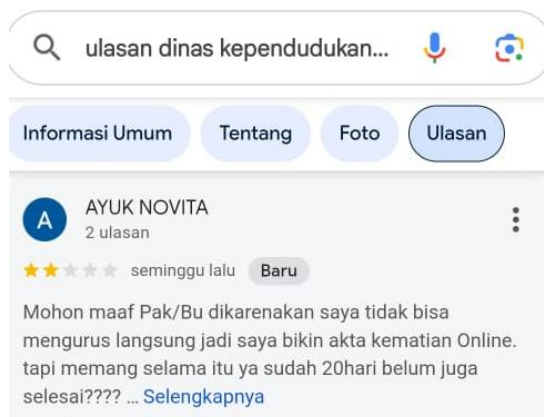 ulasan dinas kependudukan...
Informasi Umum Tentang Foto Ulasan
A AYUK NOVITA
2 ulasan
seminggu lalu Baru
Mohon maaf Pak/Bu dikarenakan saya tidak bisa
mengurus langsung jadi saya bikin akta kematian Online.
tapi memang selama itu ya sudah 20hari belum juga
selesai???? ... Selengkapnya